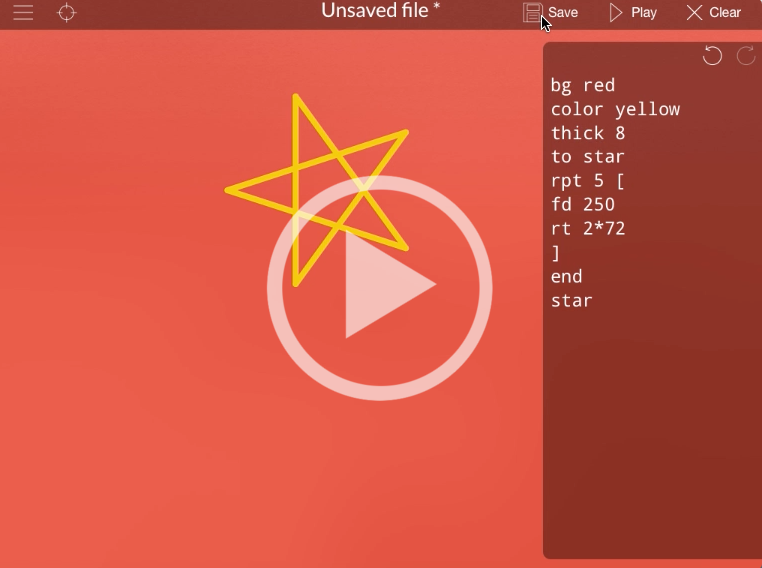 Unsaved file *
Save
Play
Clear
bg red
color yellow
thick 8
to star
rpt 5 [
fd 250
rt 2*72
]
end
star